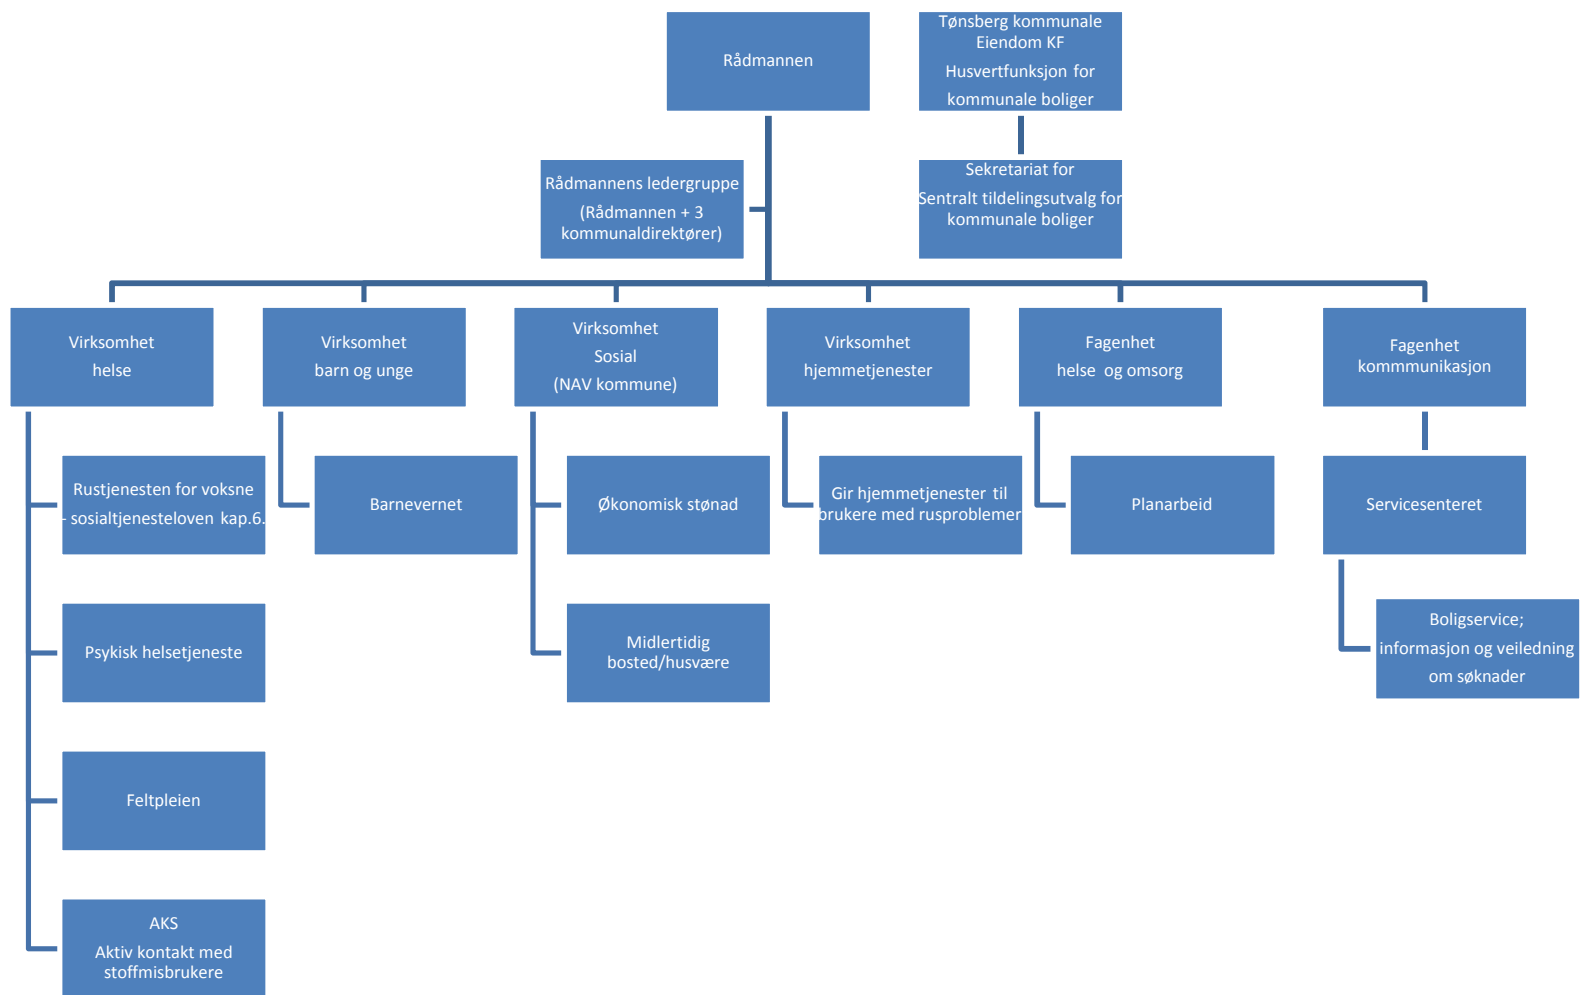 Rådmannen
Tønsberg kommunale
Eiendom KF
Husvertfunksjon for
kommunale boliger
Rådmannens ledergruppe
(Rådmannen + 3
kommunaldirektører)
Sekretariat for
Sentralt tildelingsutvalg for
kommunale boliger
Virksomhet
helse
Virksomhet
barn og unge
Virksomhet
Sosial
(NAV kommune)
Virksomhet
hjemmetjenester
Fagenhet
helse og omsorg
Fagenhet
kommmunikasjon
Rustjenesten for voksne
- sosialtjenesteloven kap.6.
Barnevernet
Økonomisk stønad
Gir hjemmetjenester til
brukere med rusproblemer
Planarbeid
Servicesenteret
Psykisk helsetjeneste
Midlertidig
bosted/husvære
Boligservice;
informasjon og veiledning
om søknader
Feltpleien
AKS
Aktiv kontakt med
stoffmisbrukere